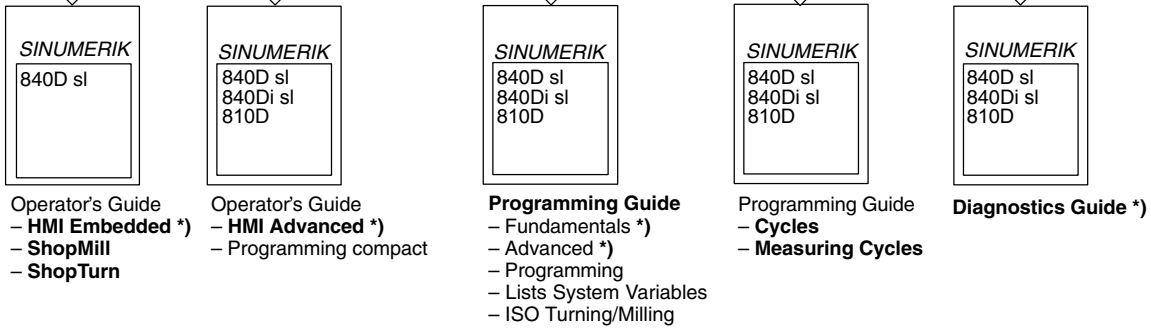 SINUMERIK
840D sl
Operator's Guide
– HMI Embedded *)
– ShopMill
– ShopTurn
SINUMERIK
840D sl
840Di sl
810D
Operator's Guide
– HMI Advanced *)
– Programming compact
SINUMERIK
840D sl
840Di sl
810D
Programming Guide
– Fundamentals *)
– Advanced *)
– Programming
– Lists System Variables
– ISO Turning/Milling
SINUMERIK
840D sl
840Di sl
810D
Programming Guide
– Cycles
– Measuring Cycles
SINUMERIK
840D sl
840Di sl
810D
Diagnostics Guide *)